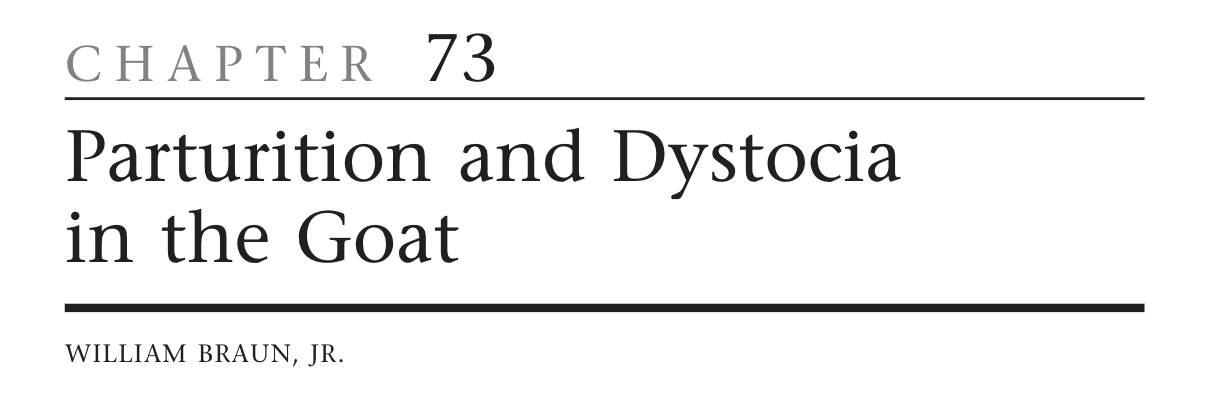 CHAPTER 73
Parturition and Dystocia
in the Goat
WILLIAM BRAUN, JR.